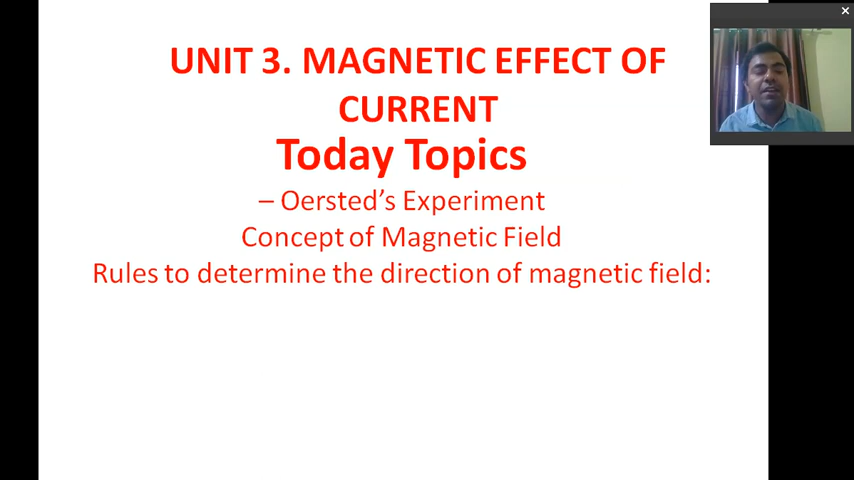 UNIT 3. MAGNETIC EFFECT OF
CURRENT
Today Topics
– Oersted’s Experiment
Concept of Magnetic Field
Rules to determine the direction of magnetic field: